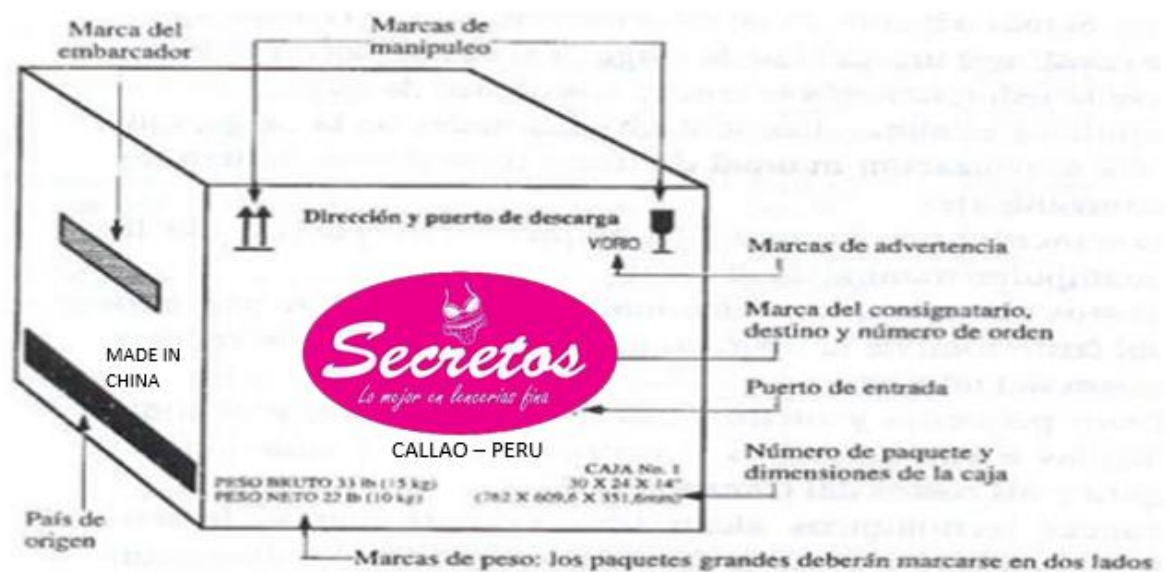 Marca del
embarcador
Marcas de
manipuleo
Dirección y puerto de descarga
VORIO
Marcas de advertencia
Marca del consignatario,
destino y número de orden
Secretos
Lo mejor en lencerias fina
MADE IN
CHINA
Puerto de entrada
CALLAO – PERU
Número de paquete y
dimensiones de la caja
CAJA No. 1
PESO BRUTO 33 lb (15 kg)
30 X 24 X 14"
PESO NETO 22 lb (10 kg)
(762 X 609,6 X 351,6mm)
País de
origen
Marcas de peso: los paquetes grandes deberán marcarse en dos lados